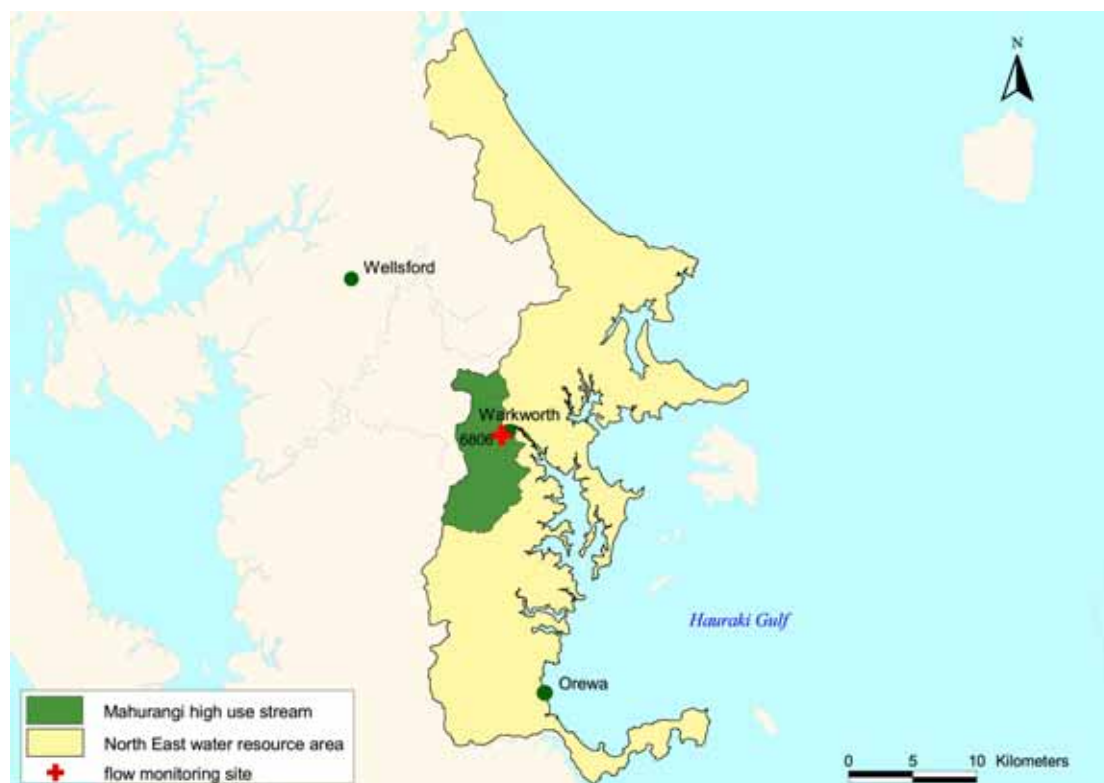 N
Wellsford
Warkworth
6806
Hauraki Gulf
Orewa
Mahurangi high use stream
North East water resource area
flow monitoring site
0 5 10 Kilometers